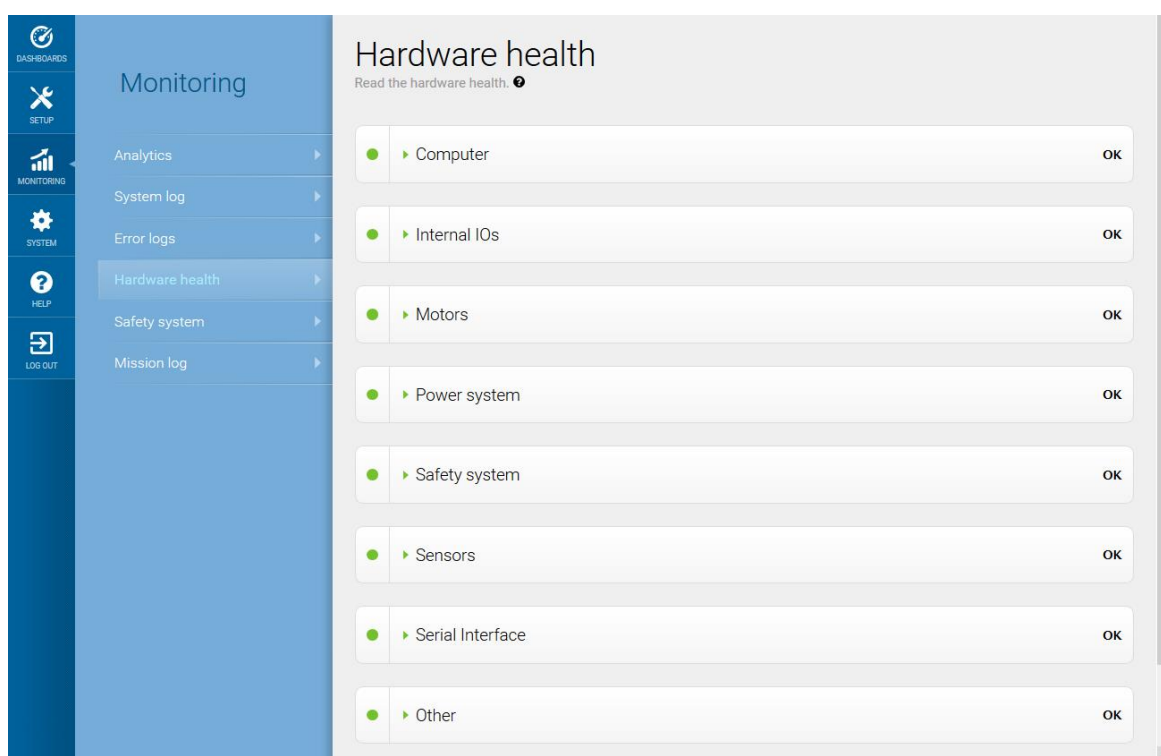 DASHBOARDS
SETUP
MONITORING
SYSTEM
HELP
LOG OUT
Monitoring
Analytics
System log
Error logs
Hardware health
Safety system
Mission log
Hardware health
Read the hardware health. ?
Computer OK
Internal IOs OK
Motors OK
Power system OK
Safety system OK
Sensors OK
Serial Interface OK
Other OK